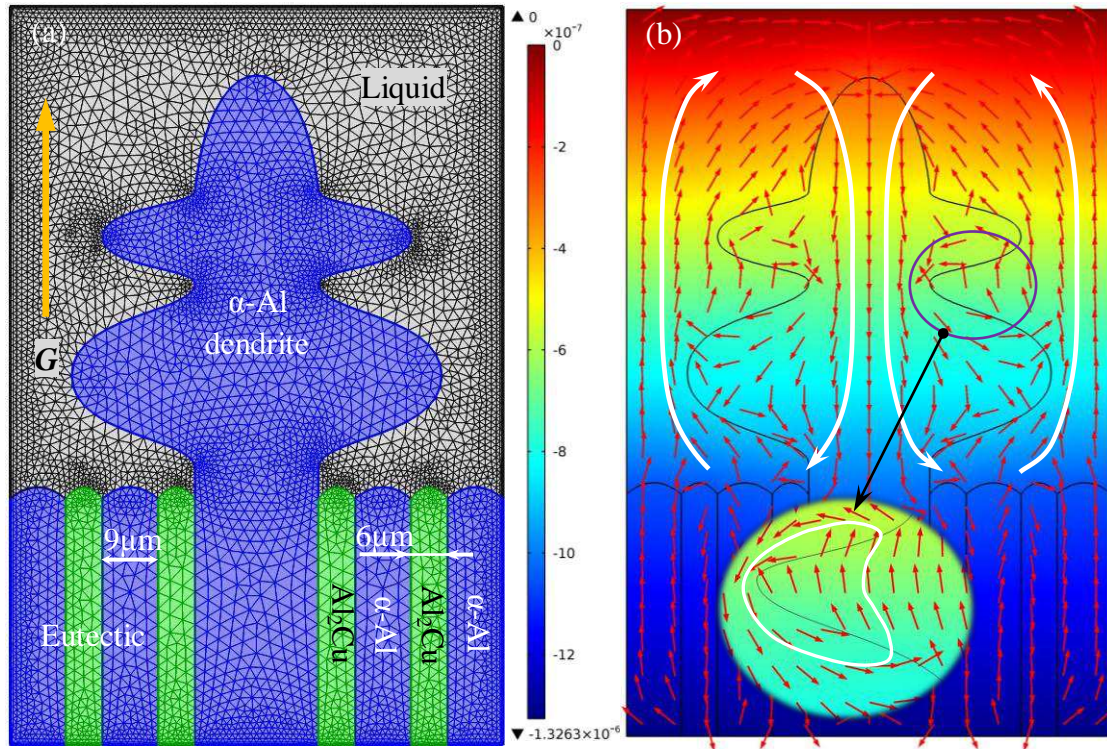 (a)
Liquid
G
α-Al
dendrite
9μm
6μm
Eutectic
Al₂Cu
α-Al
Al₂Cu
α-Al
▲ 0
×10⁻⁷
0
-2
-4
-6
-8
-10
-12
▼ -1.3263×10⁻⁶
(b)